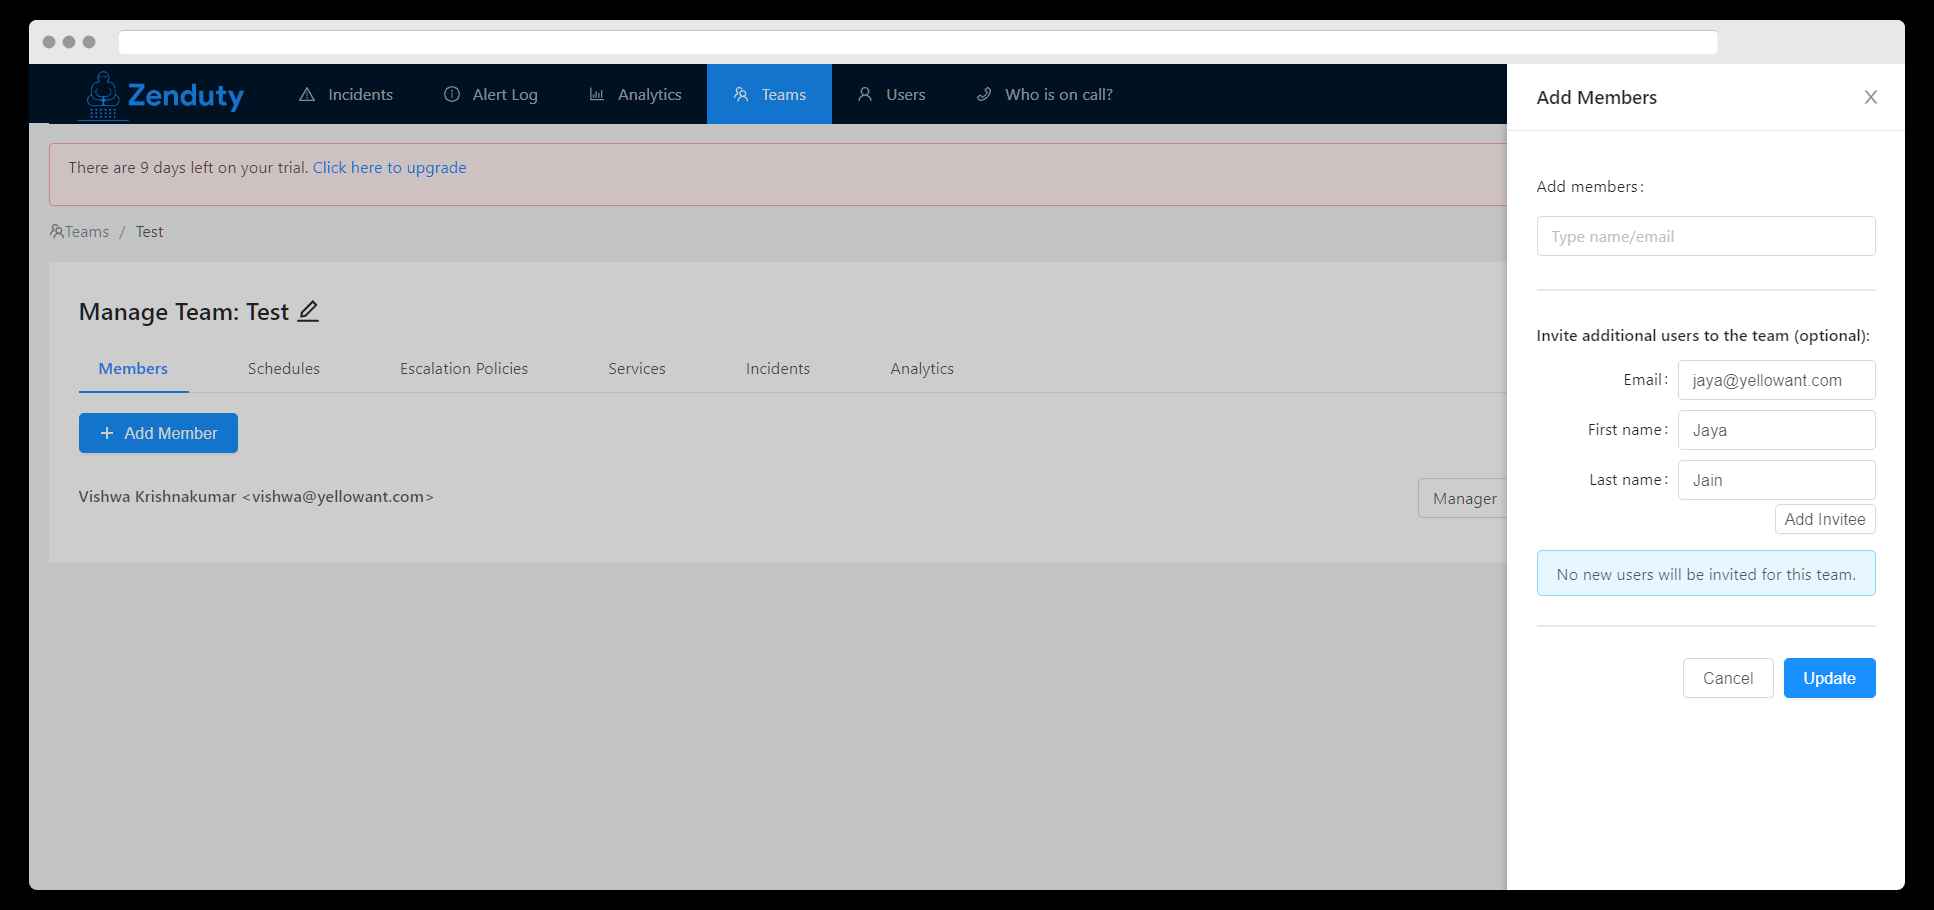 Zenduty
Incidents
Alert Log
Analytics
Teams
Users
Who is on call?
There are 9 days left on your trial. Click here to upgrade
Teams / Test
Manage Team: Test
Members
Schedules
Escalation Policies
Services
Incidents
Analytics
+ Add Member
Vishwa Krishnakumar <vishwa@yellowant.com>
Manager
Add Members
Add members:
Type name/email
Invite additional users to the team (optional):
Email: jaya@yellowant.com
First name: Jaya
Last name: Jain
Add Invitee
No new users will be invited for this team.
Cancel
Update